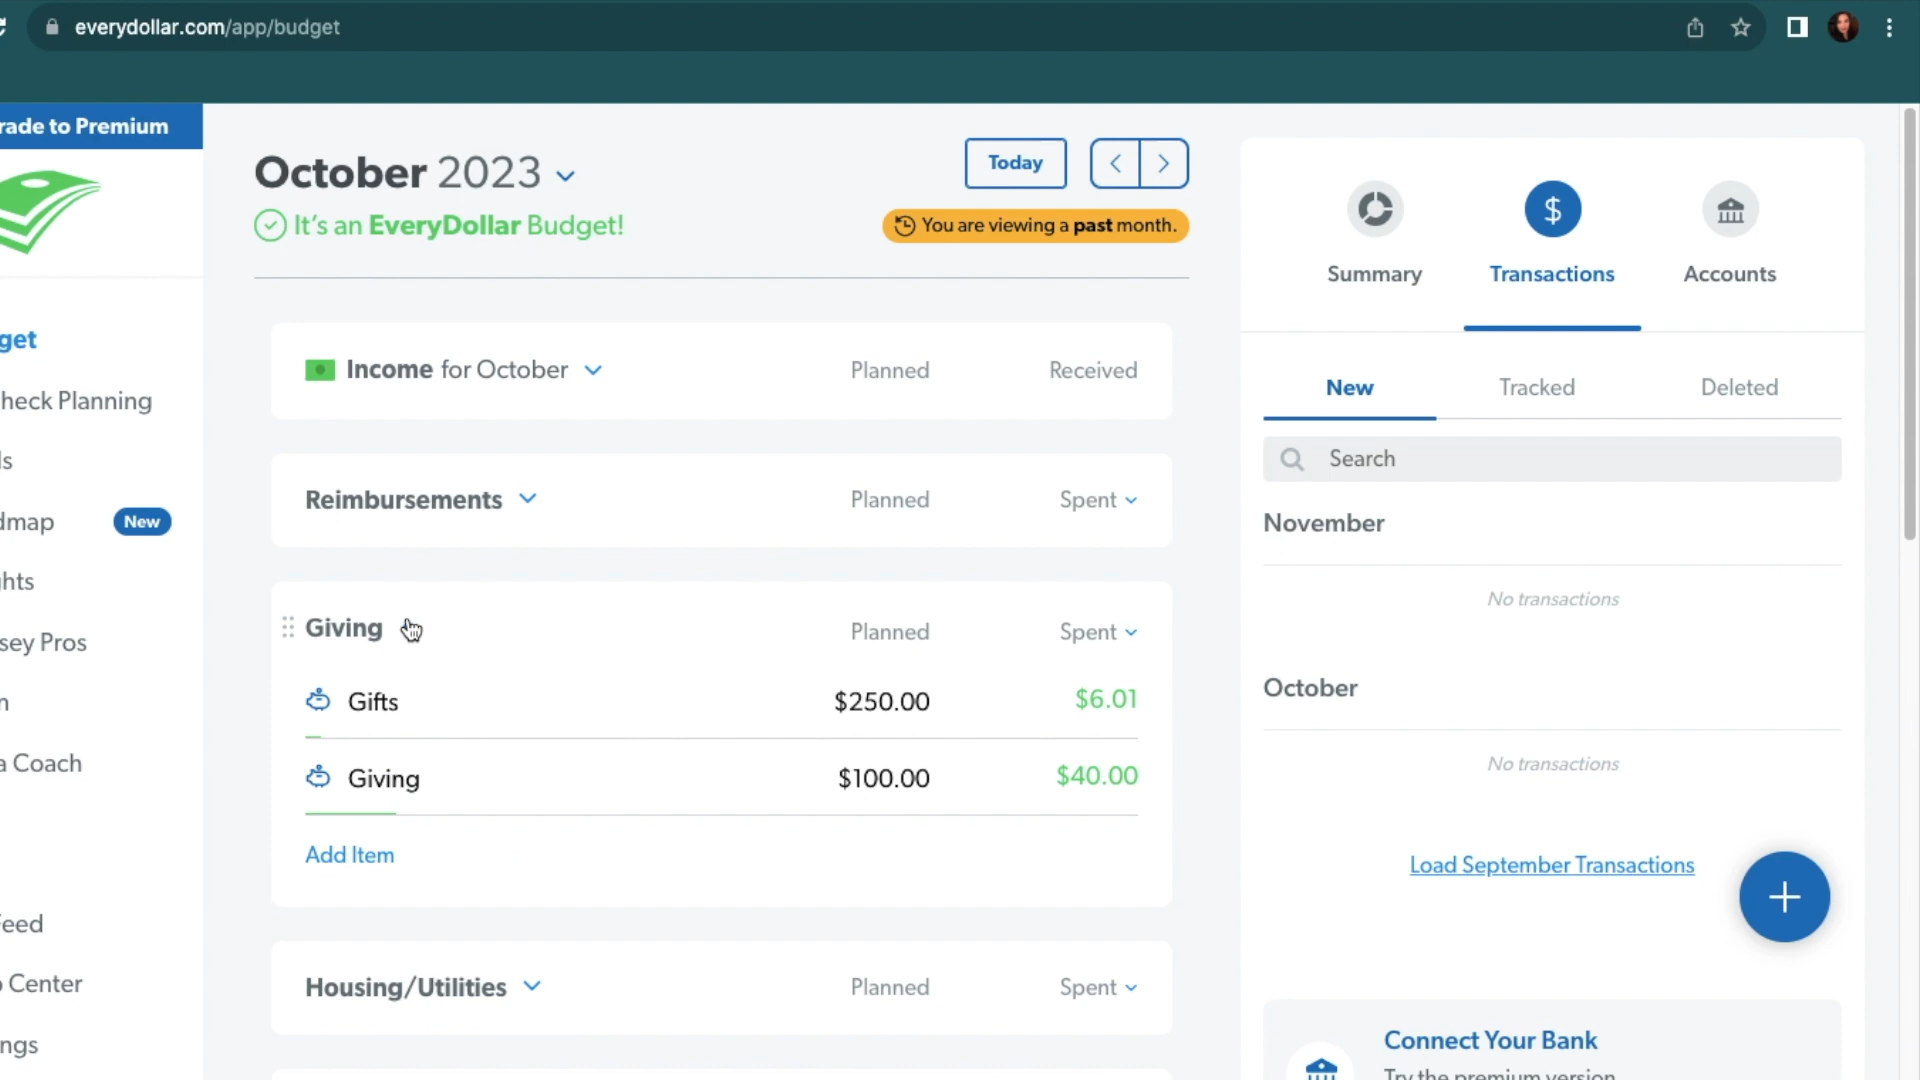 everydollar.com/app/budget
rade to Premium
October 2023
Today
It's an EveryDollar Budget!
You are viewing a past month.
Summary
Transactions
Accounts
get
heck Planning
ls
dmap
New
hts
sey Pros
n
a Coach
Feed
p Center
ngs
Income for October
Planned
Received
Reimbursements
Planned
Spent
Giving
Planned
Spent
Gifts
$250.00
$6.01
Giving
$100.00
$40.00
Add Item
Housing/Utilities
Planned
Spent
New
Tracked
Deleted
Search
November
No transactions
October
No transactions
Load September Transactions
+
Connect Your Bank
Try the premium version